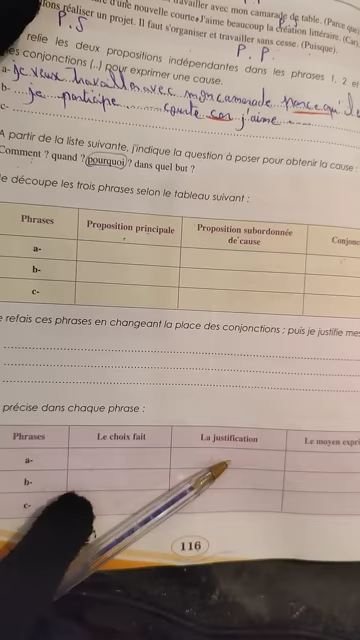 travailler avec mon camarade de table. (Parce que)
d'une nouvelle courte. J'aime beaucoup la création littéraire. (Car)
réaliser un projet. Il faut s'organiser et travailler sans cesse. (Puisque).
P.S P.P.
relie les deux propositions indépendantes dans les phrases 1, 2 et
les conjonctions (..) pour exprimer une cause.
a- Je veux travailler avec mon camarade parce que
b- ....Je participe ........ courte car j'aime
c-
A partir de la liste suivante, j'indique la question à poser pour obtenir la cause :
Comment ? quand ? pourquoi ? dans quel but ?
e découpe les trois phrases selon le tableau suivant :
Phrases Proposition principale Proposition subordonnée de cause Conjonc
a-
b-
c-
e refais ces phrases en changeant la place des conjonctions ; puis je justifie mes
précise dans chaque phrase :
Phrases Le choix fait La justification Le moyen expri
a-
b-
c-
116